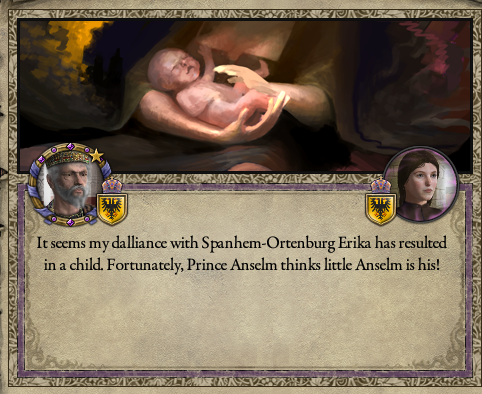 It seems my dalliance with Spanhem-Ortenburg Erika has resulted
in a child. Fortunately, Prince Anselm thinks little Anselm is his!